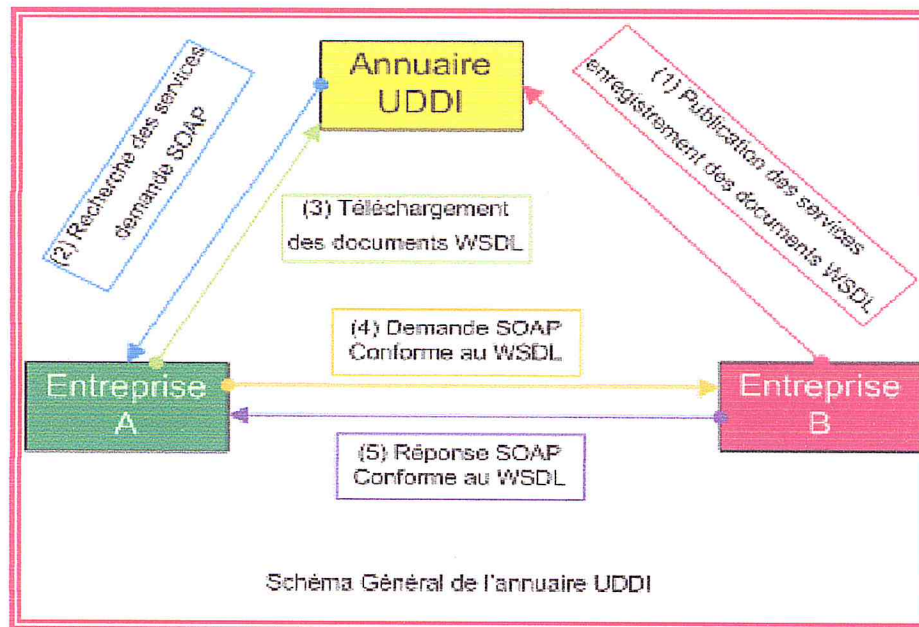 Annuaire
UDDI
(1) Publication des services
enregistrement des documents WSDL
(2) Recherche des services
demande SOAP
(3) Téléchargement
des documents WSDL
(4) Demande SOAP
Conforme au WSDL
Entreprise
A
Entreprise
B
(5) Réponse SOAP
Conforme au WSDL
Schéma Général de l'annuaire UDDI